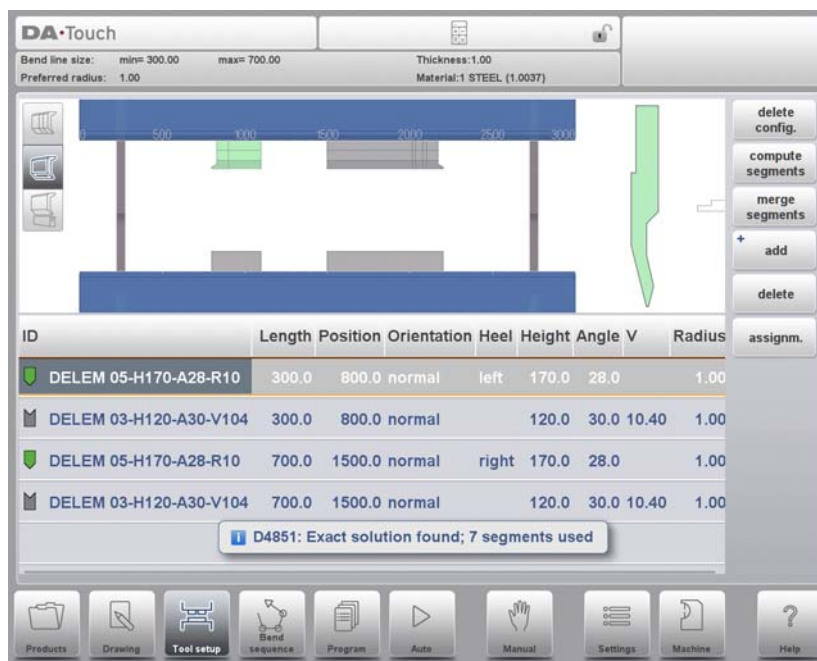 DA·Touch
Bend line size: min= 300.00 max= 700.00 Thickness:1.00
Preferred radius: 1.00 Material:1 STEEL (1.0037)
0 500 1000 1500 2000 2500 3000
delete config.
compute segments
merge segments
+ add
delete
assignm.
ID Length Position Orientation Heel Height Angle V Radius
DELEM 05-H170-A28-R10 300.0 800.0 normal left 170.0 28.0 1.00
DELEM 03-H120-A30-V104 300.0 800.0 normal 120.0 30.0 10.40 1.00
DELEM 05-H170-A28-R10 700.0 1500.0 normal right 170.0 28.0 1.00
DELEM 03-H120-A30-V104 700.0 1500.0 normal 120.0 30.0 10.40 1.00
i D4851: Exact solution found; 7 segments used
Products Drawing Tool setup Bend sequence Program Auto Manual Settings Machine ? Help